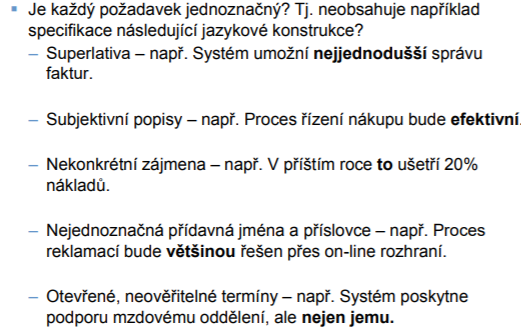 ▪ Je každý požadavek jednoznačný? Tj. neobsahuje například
specifikace následující jazykové konstrukce?
– Superlativa – např. Systém umožní nejjednodušší správu
faktur.
– Subjektivní popisy – např. Proces řízení nákupu bude efektivní.
– Nekonkrétní zájmena – např. V příštím roce to ušetří 20%
nákladů.
– Nejednoznačná přídavná jména a příslovce – např. Proces
reklamací bude většinou řešen přes on-line rozhraní.
– Otevřené, neověřitelné termíny – např. Systém poskytne
podporu mzdovému oddělení, ale nejen jemu.